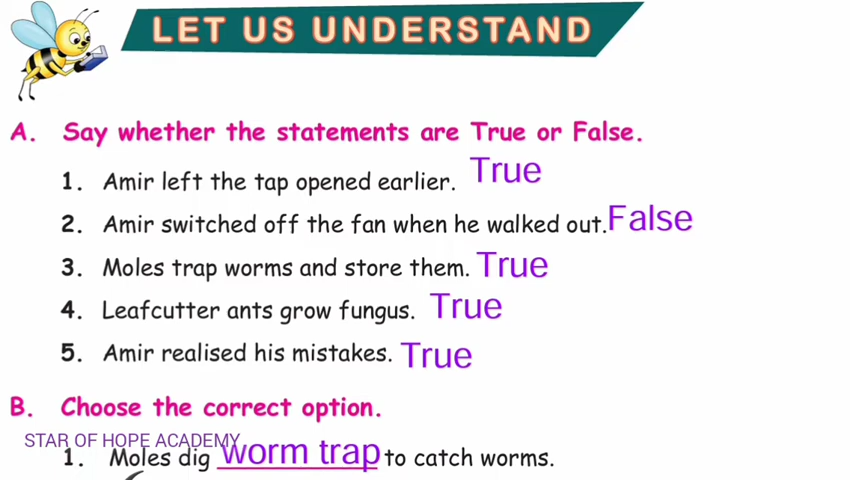 LET US UNDERSTAND
A. Say whether the statements are True or False.
1. Amir left the tap opened earlier. True
2. Amir switched off the fan when he walked out. False
3. Moles trap worms and store them. True
4. Leafcutter ants grow fungus. True
5. Amir realised his mistakes. True
B. Choose the correct option.
STAR OF HOPE ACADEMY
1. Moles dig worm trap to catch worms.